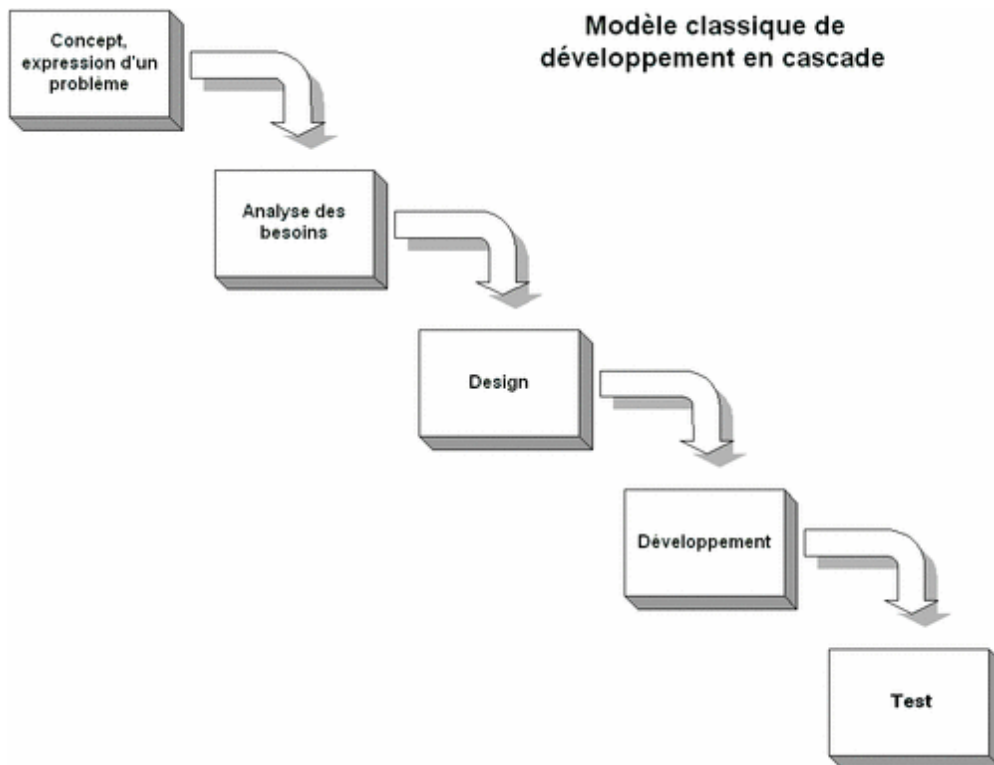 Modèle classique de
développement en cascade
Concept,
expression d'un
problème
Analyse des
besoins
Design
Développement
Test